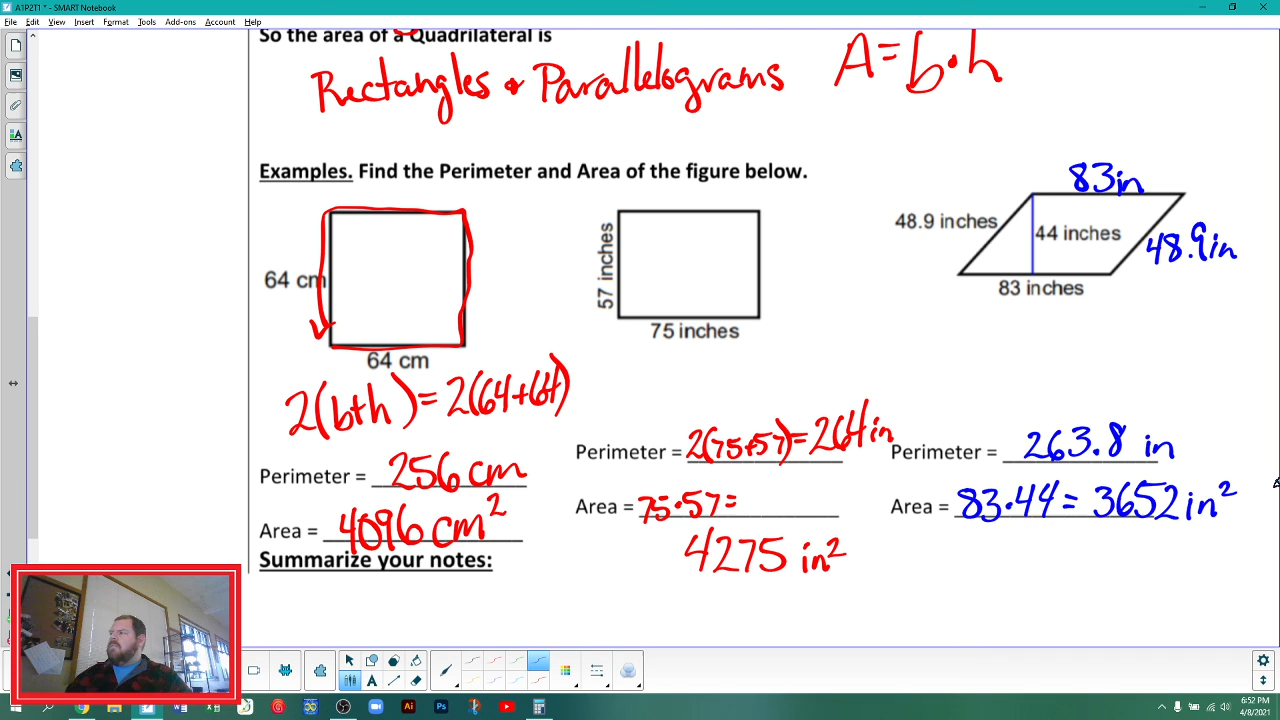 A1P2T1 * - SMART Notebook
File Edit View Insert Format Tools Add-ons Account Help
So the area of a Quadrilateral is
Rectangles & Parallelograms A = b · h
Examples. Find the Perimeter and Area of the figure below.
64 cm
64 cm
57 inches
75 inches
83in
48.9 inches
44 inches
48.9in
83 inches
2(b+h) = 2(64+64)
Perimeter = 256 cm
Area = 4096 cm²
Perimeter = 2(75+57) = 264 in
Area = 75·57 =
4275 in²
Perimeter = 263.8 in
Area = 83·44 = 3652 in²
Summarize your notes:
6:52 PM
4/8/2021